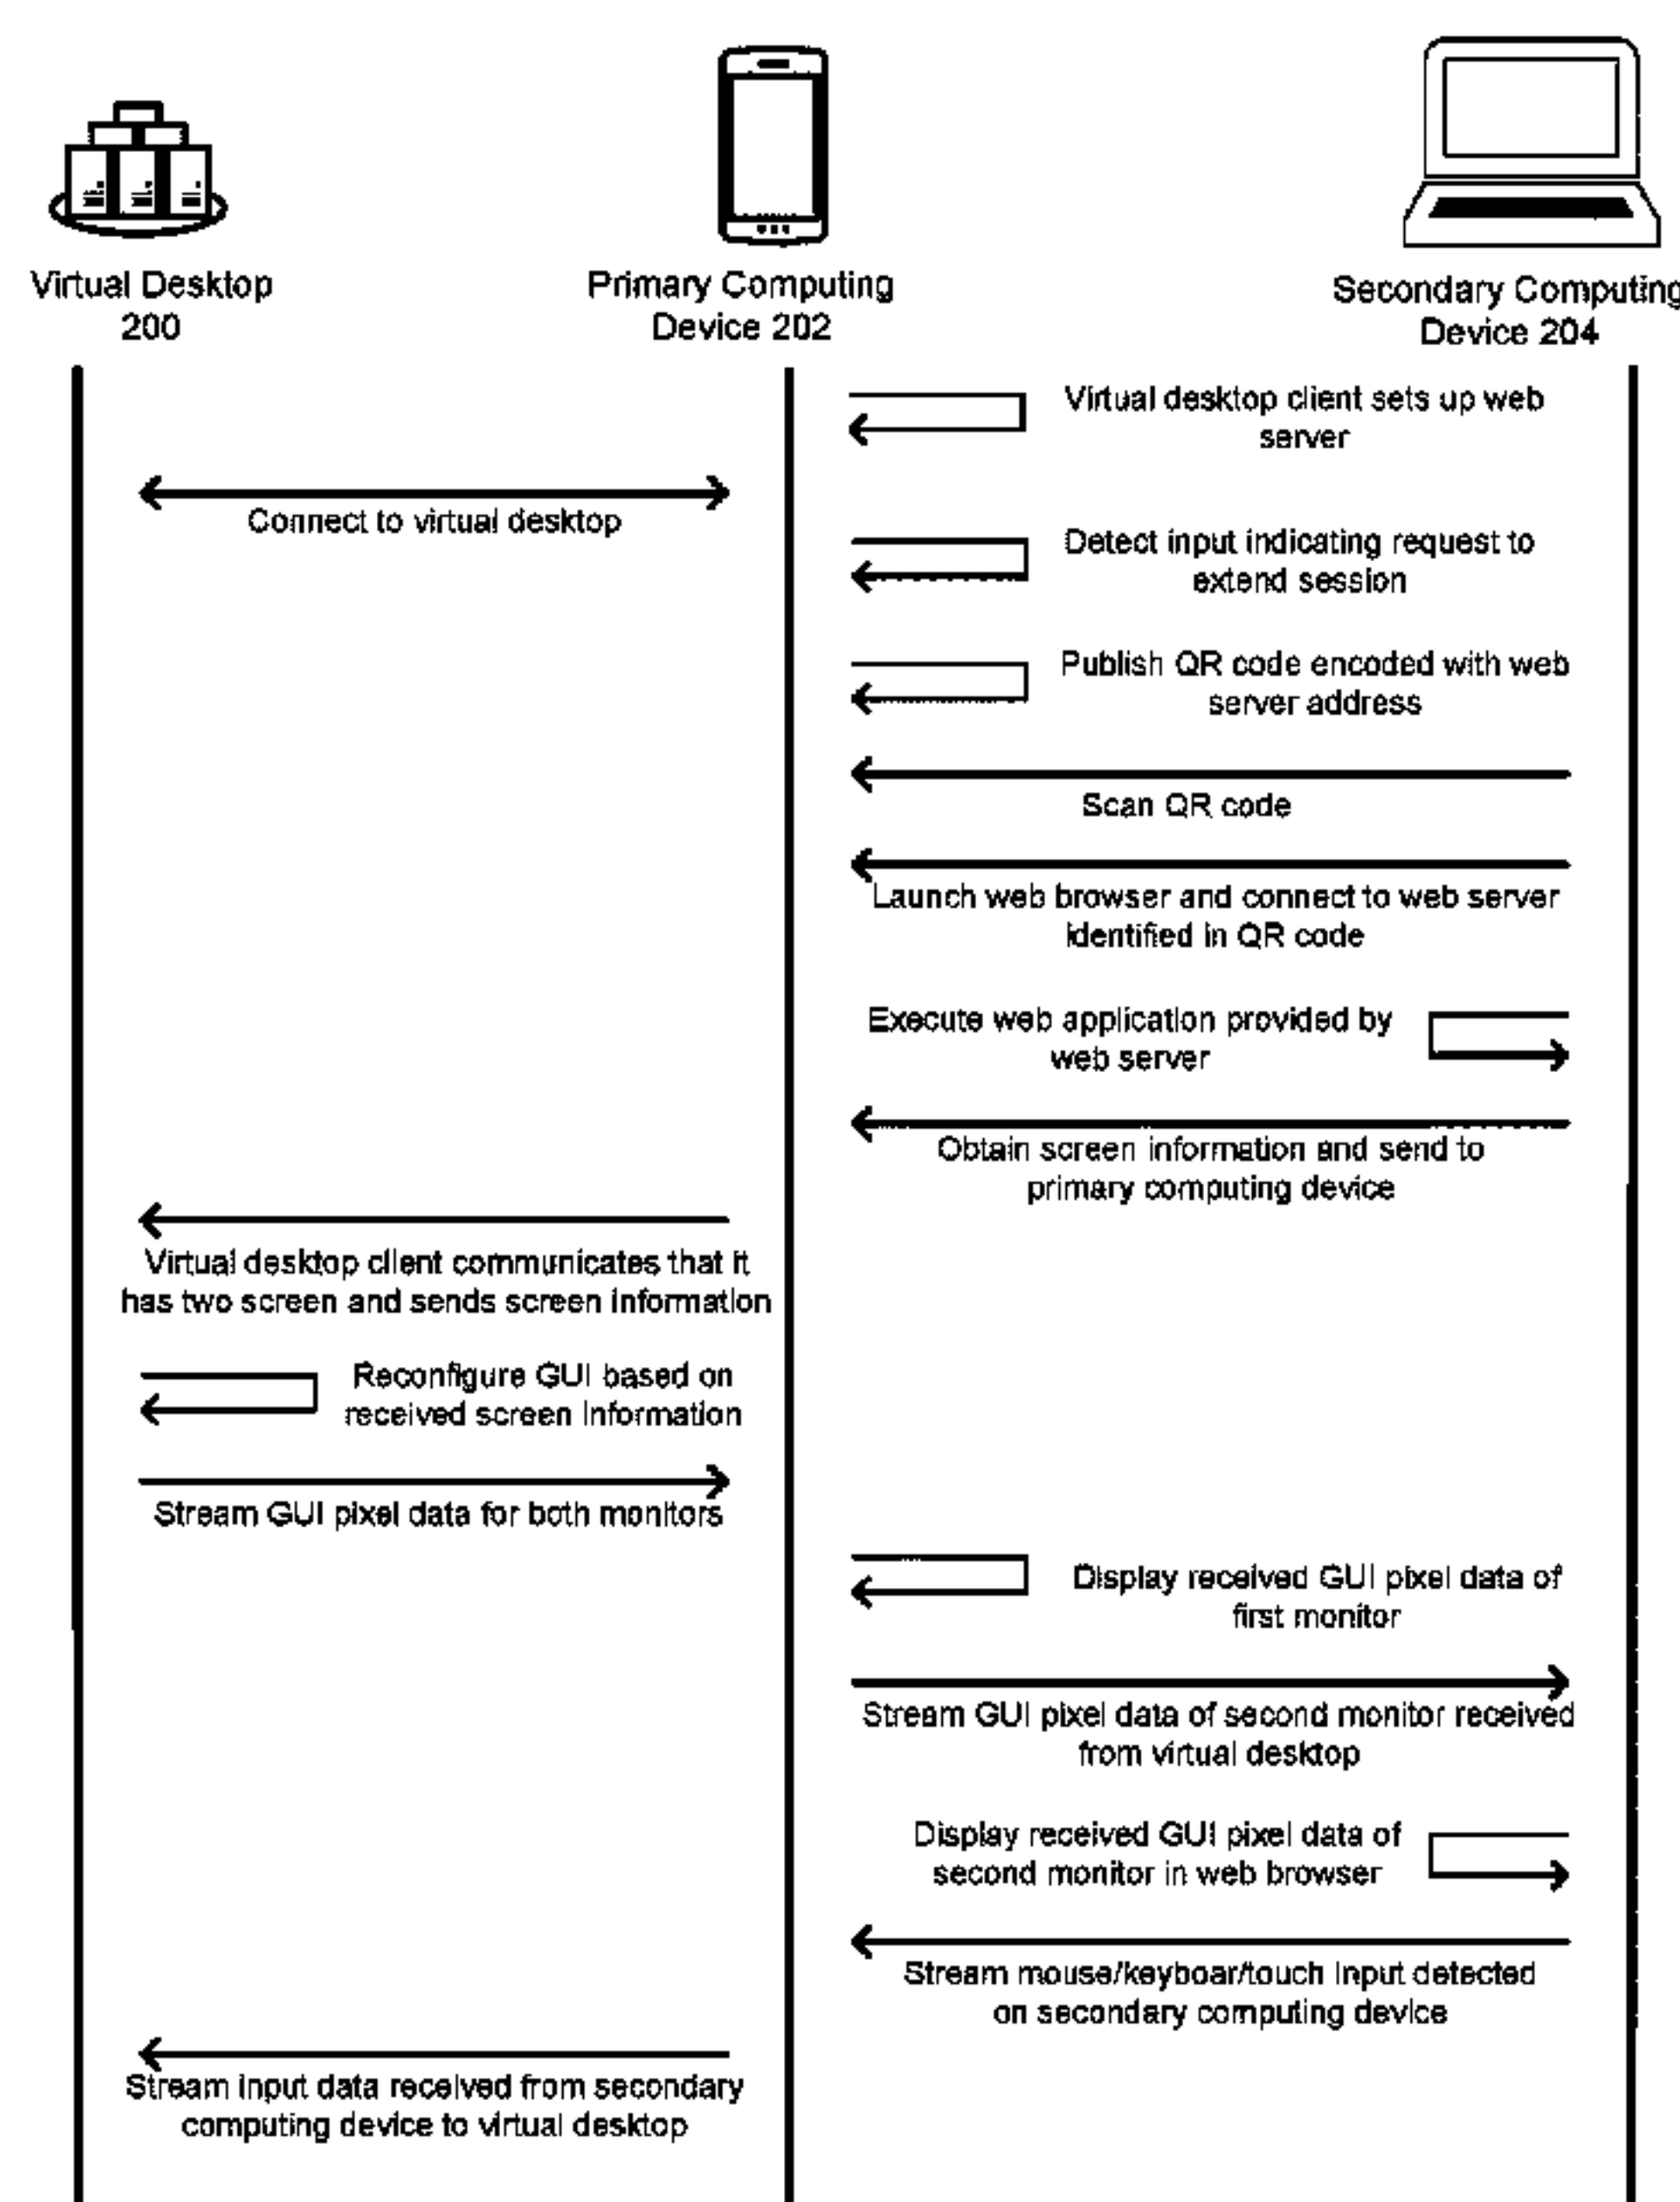 Virtual Desktop
200
Primary Computing
Device 202
Secondary Computing
Device 204
Virtual desktop client sets up web
server
Connect to virtual desktop
Detect input indicating request to
extend session
Publish QR code encoded with web
server address
Scan QR code
Launch web browser and connect to web server
identified in QR code
Execute web application provided by
web server
Obtain screen information and send to
primary computing device
Virtual desktop client communicates that it
has two screen and sends screen information
Reconfigure GUI based on
received screen information
Stream GUI pixel data for both monitors
Display received GUI pixel data of
first monitor
Stream GUI pixel data of second monitor received
from virtual desktop
Display received GUI pixel data of
second monitor in web browser
Stream mouse/keyboar/touch input detected
on secondary computing device
Stream input data received from secondary
computing device to virtual desktop